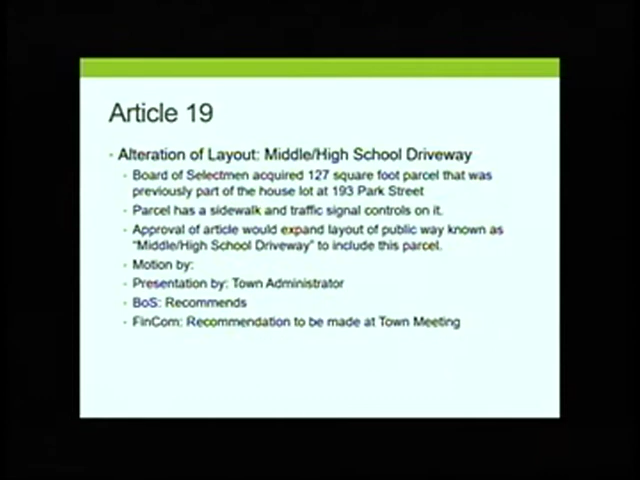 Article 19
· Alteration of Layout: Middle/High School Driveway
· Board of Selectmen acquired 127 square foot parcel that was
previously part of the house lot at 193 Park Street
· Parcel has a sidewalk and traffic signal controls on it.
· Approval of article would expand layout of public way known as
"Middle/High School Driveway" to include this parcel.
· Motion by:
· Presentation by: Town Administrator
· BoS: Recommends
· FinCom: Recommendation to be made at Town Meeting